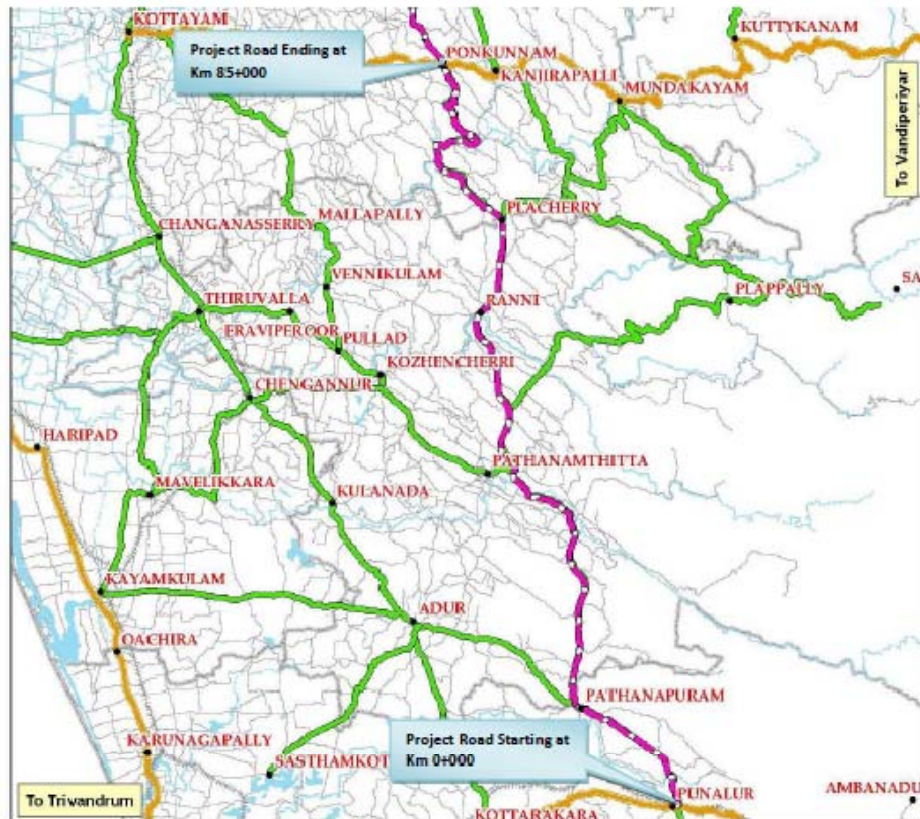 KOTTAYAM
KUTTYKANAM
Project Road Ending at
Km 85+000
PONKUNNAM
KANJIRAPALLI
MUNDAKAYAM
To Vandiperiyar
MALLAPALLY
PLACHERRY
CHANGANASSERRY
VENNIKULAM
PLAPPALLY
SA
THIRUVALLA
RANNI
ERAVIPEROOR
PULLAD
KOZHENCHERRI
CHENGANNUR
HARIPAD
PATHANAMTHITTA
MAVELIKKARA
KULANADA
KAYAMKULAM
ADUR
OACHIRA
PATHANAPURAM
KARUNAGAPALLY
Project Road Starting at
Km 0+000
SASTHAMKOT
PUNALUR
AMBANADU
To Trivandrum
KOTTARAKARA